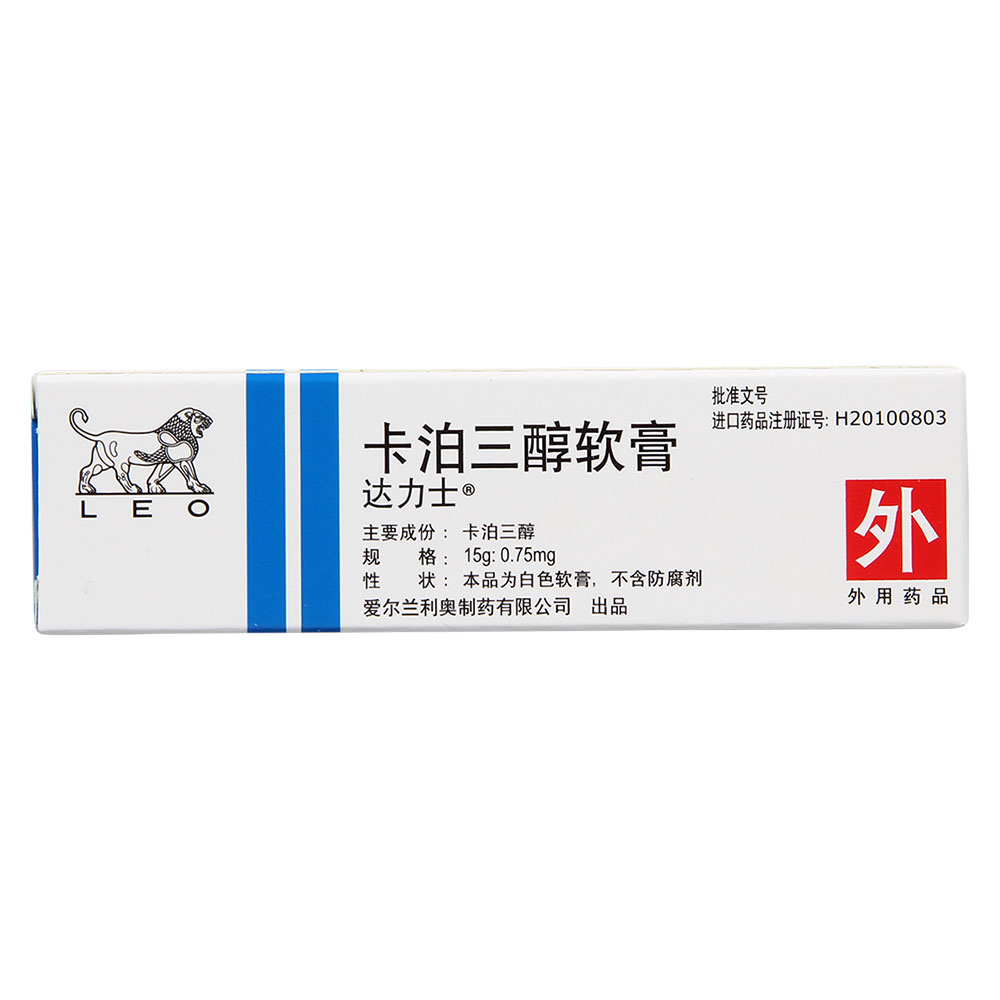 LEO
卡泊三醇软膏
达力士®
主要成份：卡泊三醇
规 格：15g: 0.75mg
性 状：本品为白色软膏，不含防腐剂
爱尔兰利奥制药有限公司 出品
批准文号
进口药品注册证号: H20100803
外
外用药品